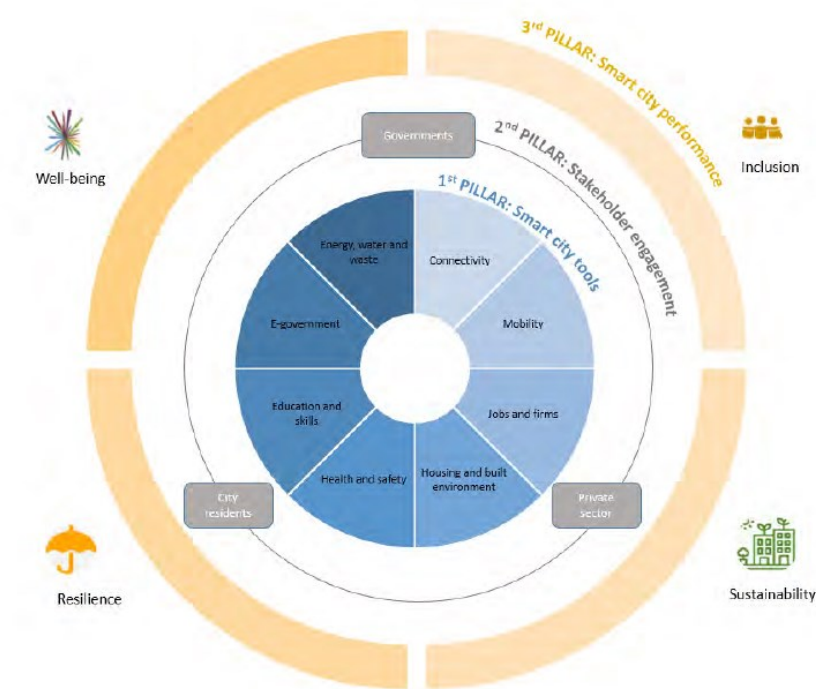 3rd PILLAR: Smart city performance
2nd PILLAR: Stakeholder engagement
1st PILLAR: Smart city tools
Governments
Well-being
Inclusion
Energy, water and
waste
Connectivity
E-government
Mobility
Education and
skills
Jobs and firms
Health and safety
Housing and built
environment
City
residents
Private
sector
Resilience
Sustainability